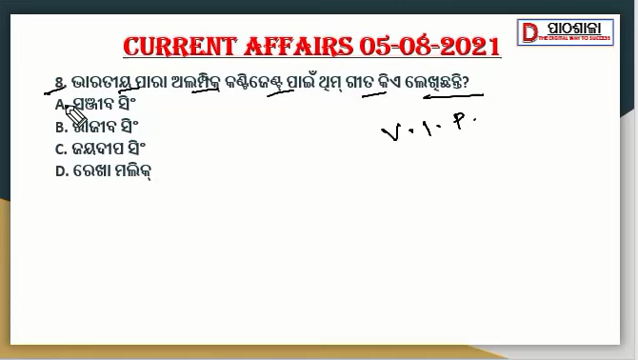 CURRENT AFFAIRS 05-08-2021
ପାଠଶାଳା
THE DIGITAL WAY TO SUCCESS
8. ଭାରତୀୟ ପାରା ଅଲମ୍ପିକ୍ସ କଣ୍ଟିଜେଣ୍ଟ ପାଇଁ ଥିମ୍ ଗୀତ କିଏ ଲେଖିଛନ୍ତି?
A. ସଞ୍ଜୀବ ସିଂ
B. ସିଂ
C. ଜୟଦୀପ ସିଂ
D. ରେଖା ମଲିକ୍
V.I.P.